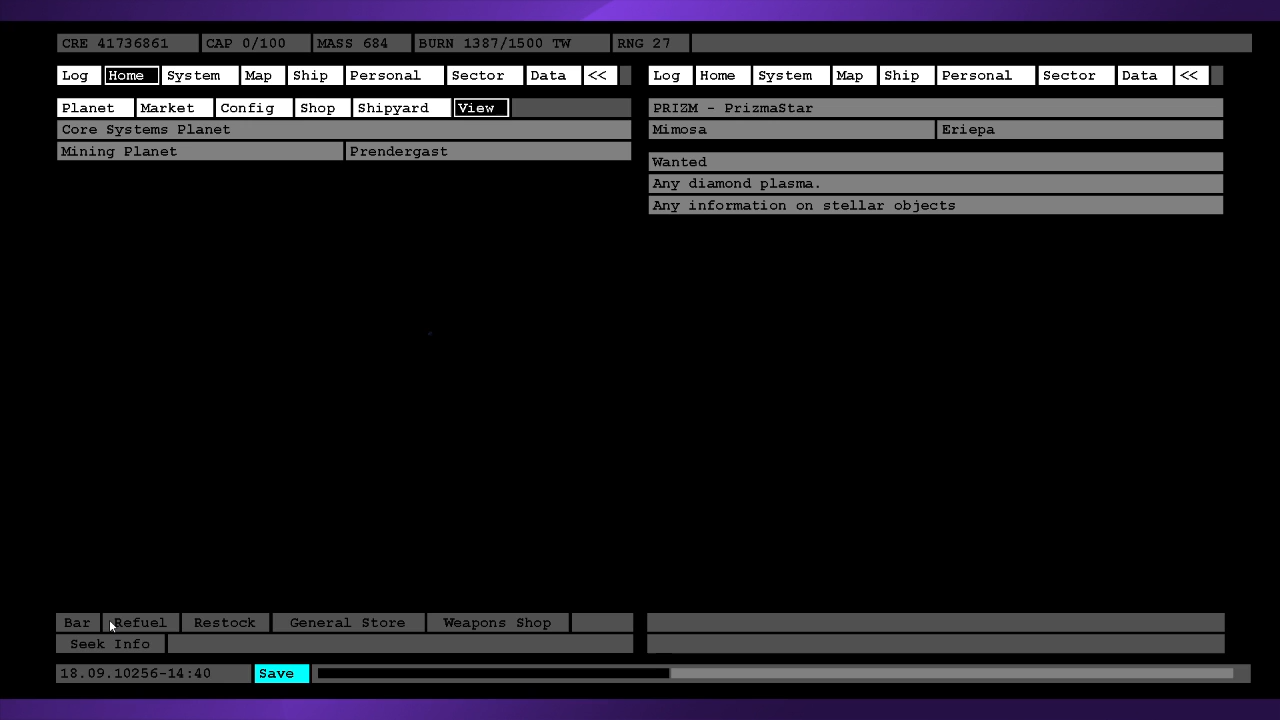 CRE 41736861 CAP 0/100 MASS 684 BURN 1387/1500 TW RNG 27
Log Home System Map Ship Personal Sector Data << Log Home System Map Ship Personal Sector Data <<
Planet Market Config Shop Shipyard View PRIZM - PrizmaStar
Core Systems Planet Mimosa Eriepa
Mining Planet Prendergast
Wanted
Any diamond plasma.
Any information on stellar objects
Bar Refuel Restock General Store Weapons Shop
Seek Info
18.09.10256-14:40 Save